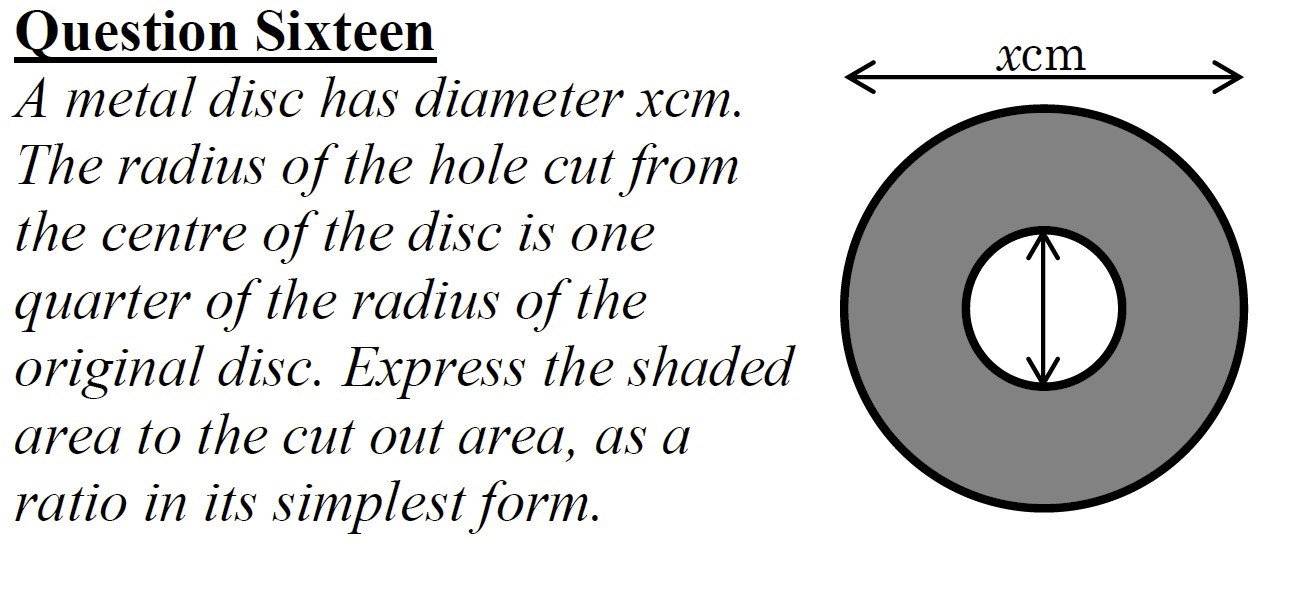 Question Sixteen
A metal disc has diameter xcm.
The radius of the hole cut from
the centre of the disc is one
quarter of the radius of the
original disc. Express the shaded
area to the cut out area, as a
ratio in its simplest form.
xcm